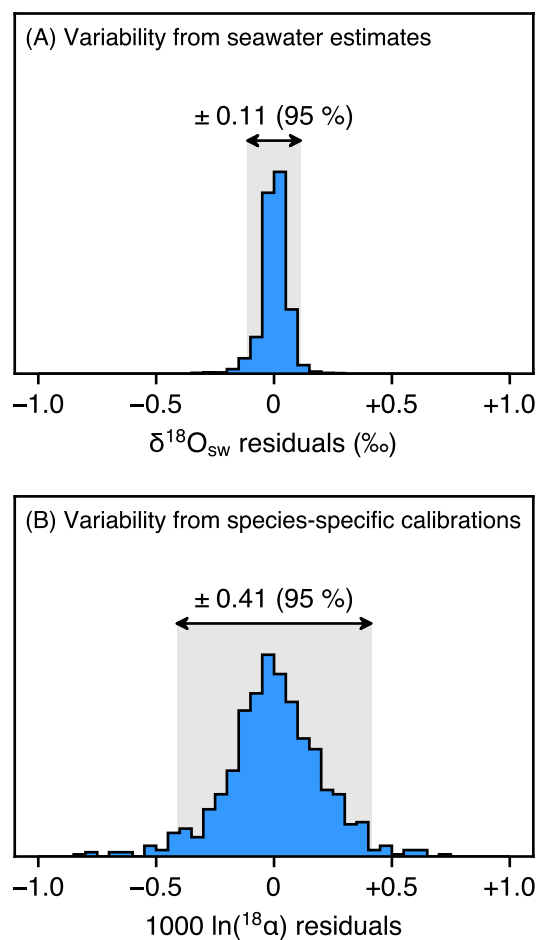 (A) Variability from seawater estimates
± 0.11 (95 %)
−1.0 −0.5 0 +0.5 +1.0
δ¹⁸Osw residuals (‰)
(B) Variability from species-specific calibrations
± 0.41 (95 %)
−1.0 −0.5 0 +0.5 +1.0
1000 ln(¹⁸α) residuals